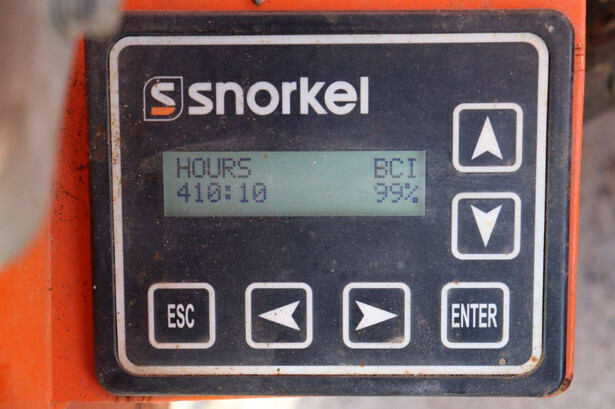 snorkel
HOURS BCI
410:10 99%
ESC ENTER